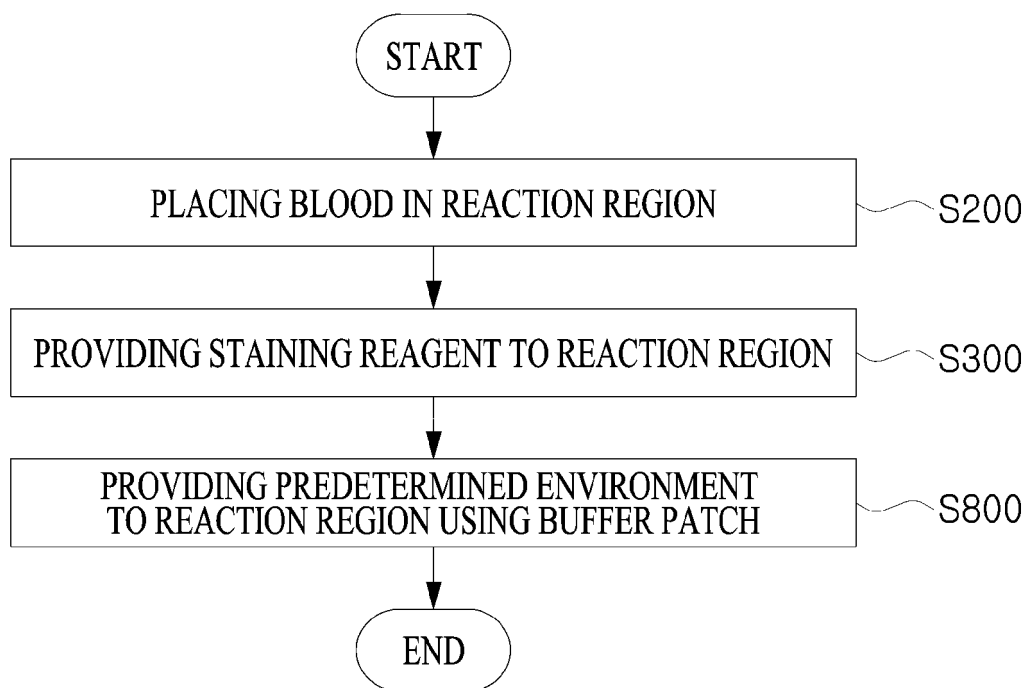 START
PLACING BLOOD IN REACTION REGION
S200
PROVIDING STAINING REAGENT TO REACTION REGION
S300
PROVIDING PREDETERMINED ENVIRONMENT
TO REACTION REGION USING BUFFER PATCH
S800
END